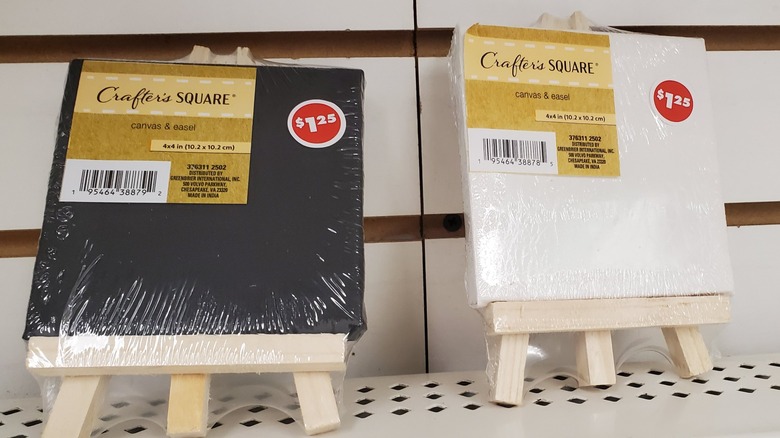 Crafter's SQUARE®
canvas & easel
4x4 in (10.2 x 10.2 cm)
376311 2502
DISTRIBUTED BY
GREENBRIER INTERNATIONAL, INC.
500 VOLVO PARKWAY,
CHESAPEAKE, VA 23320
MADE IN INDIA
1 95464 38879 2
$1.25
Crafter's SQUARE®
canvas & easel
4x4 in (10.2 x 10.2 cm)
376311 2502
DISTRIBUTED BY
GREENBRIER INTERNATIONAL, INC.
500 VOLVO PARKWAY,
CHESAPEAKE, VA 23320
MADE IN INDIA
1 95464 38878 5
$1.25